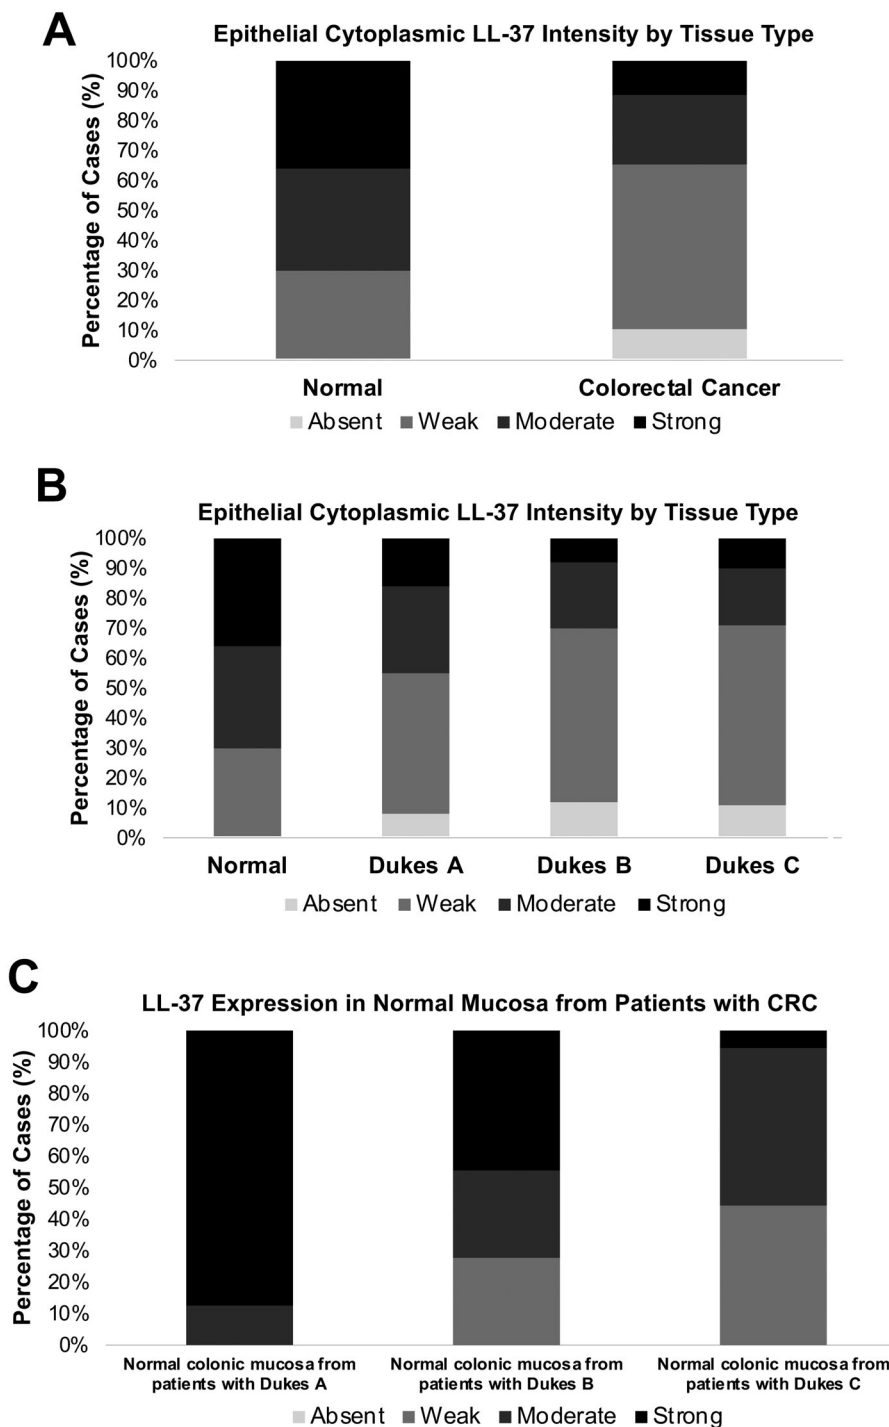 A
Epithelial Cytoplasmic LL-37 Intensity by Tissue Type
Percentage of Cases (%)
100%
90%
80%
70%
60%
50%
40%
30%
20%
10%
0%
Normal Colorectal Cancer
Absent Weak Moderate Strong
B
Epithelial Cytoplasmic LL-37 Intensity by Tissue Type
Percentage of Cases (%)
100%
90%
80%
70%
60%
50%
40%
30%
20%
10%
0%
Normal Dukes A Dukes B Dukes C
Absent Weak Moderate Strong
C
LL-37 Expression in Normal Mucosa from Patients with CRC
Percentage of Cases (%)
100%
90%
80%
70%
60%
50%
40%
30%
20%
10%
0%
Normal colonic mucosa from
patients with Dukes A
Normal colonic mucosa from
patients with Dukes B
Normal colonic mucosa from
patients with Dukes C
Absent Weak Moderate Strong